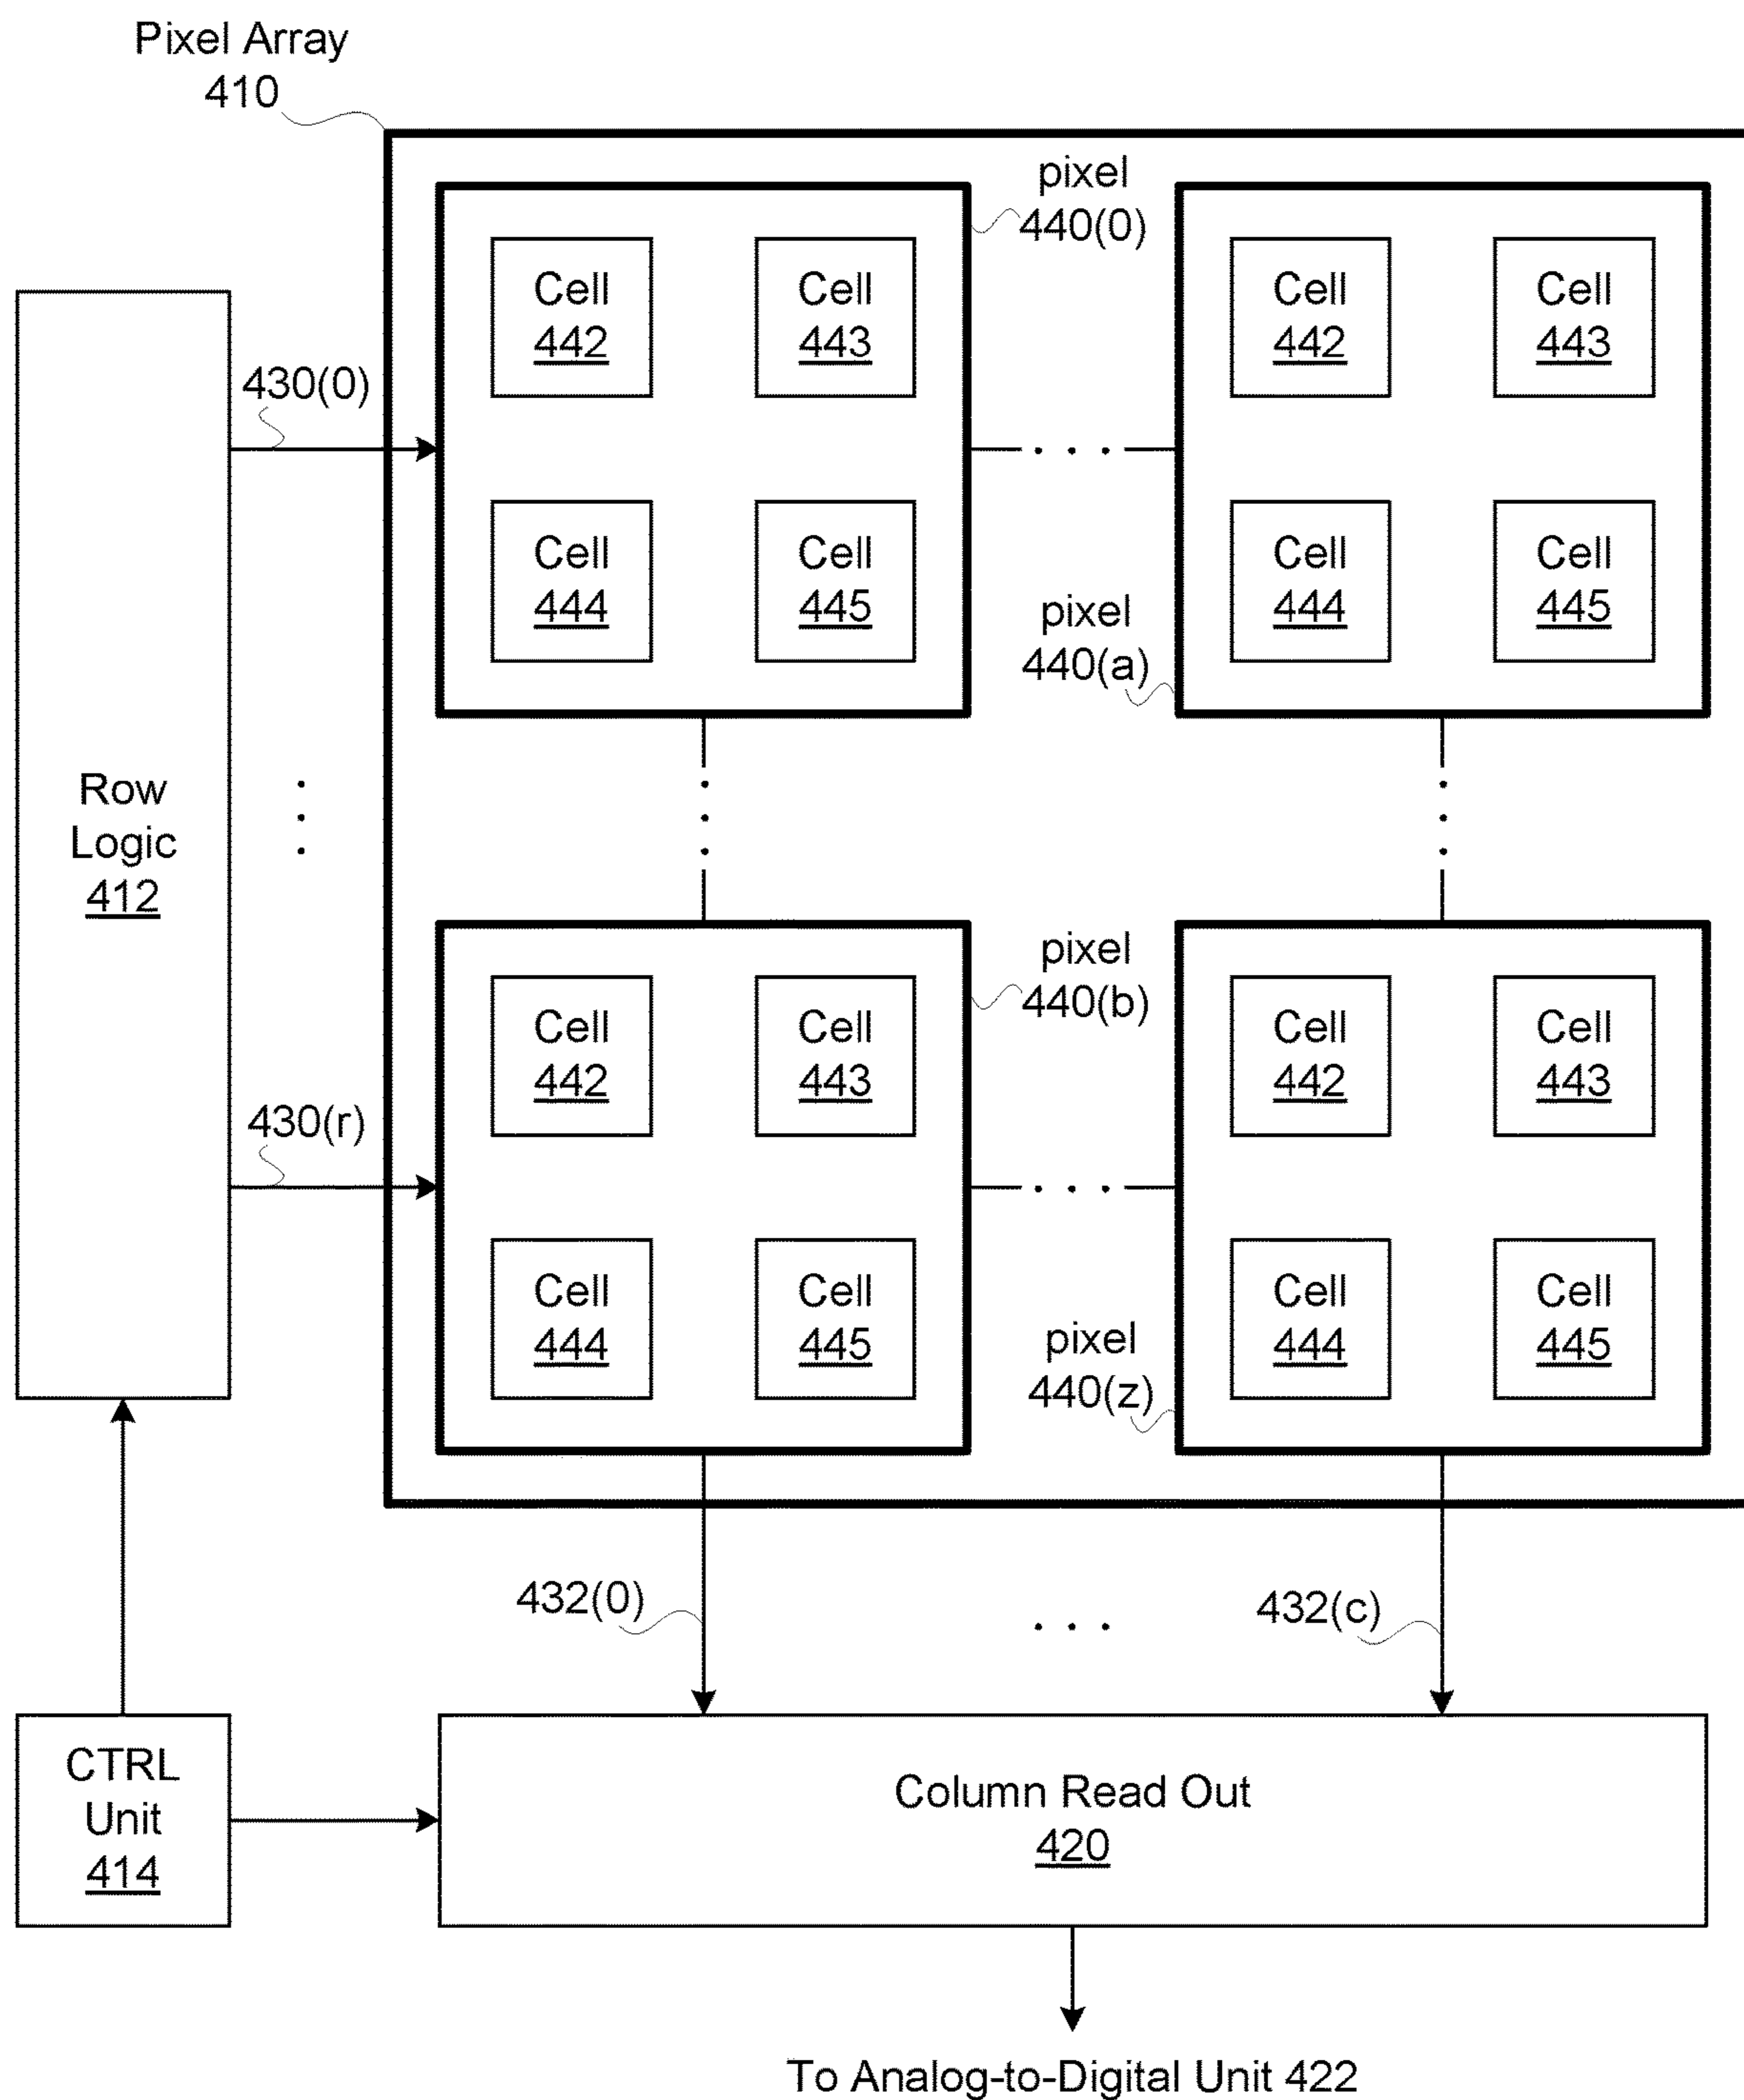 Pixel Array
410
pixel
440(0)
Cell
442
Cell
443
Cell
442
Cell
443
430(0)
Cell
444
Cell
445
pixel
440(a)
Cell
444
Cell
445
Row
Logic
412
pixel
440(b)
Cell
442
Cell
443
Cell
442
Cell
443
430(r)
Cell
444
Cell
445
pixel
440(z)
Cell
444
Cell
445
432(0)
432(c)
CTRL
Unit
414
Column Read Out
420
To Analog-to-Digital Unit 422